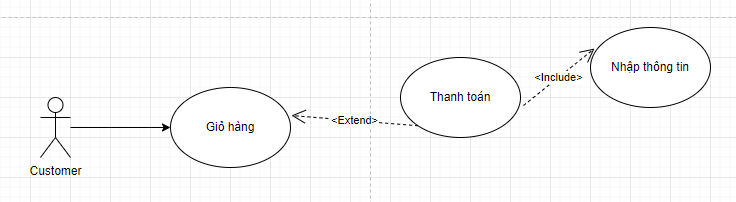 Customer
Giỏ hàng
<Extend>
Thanh toán
<Include>
Nhập thông tin